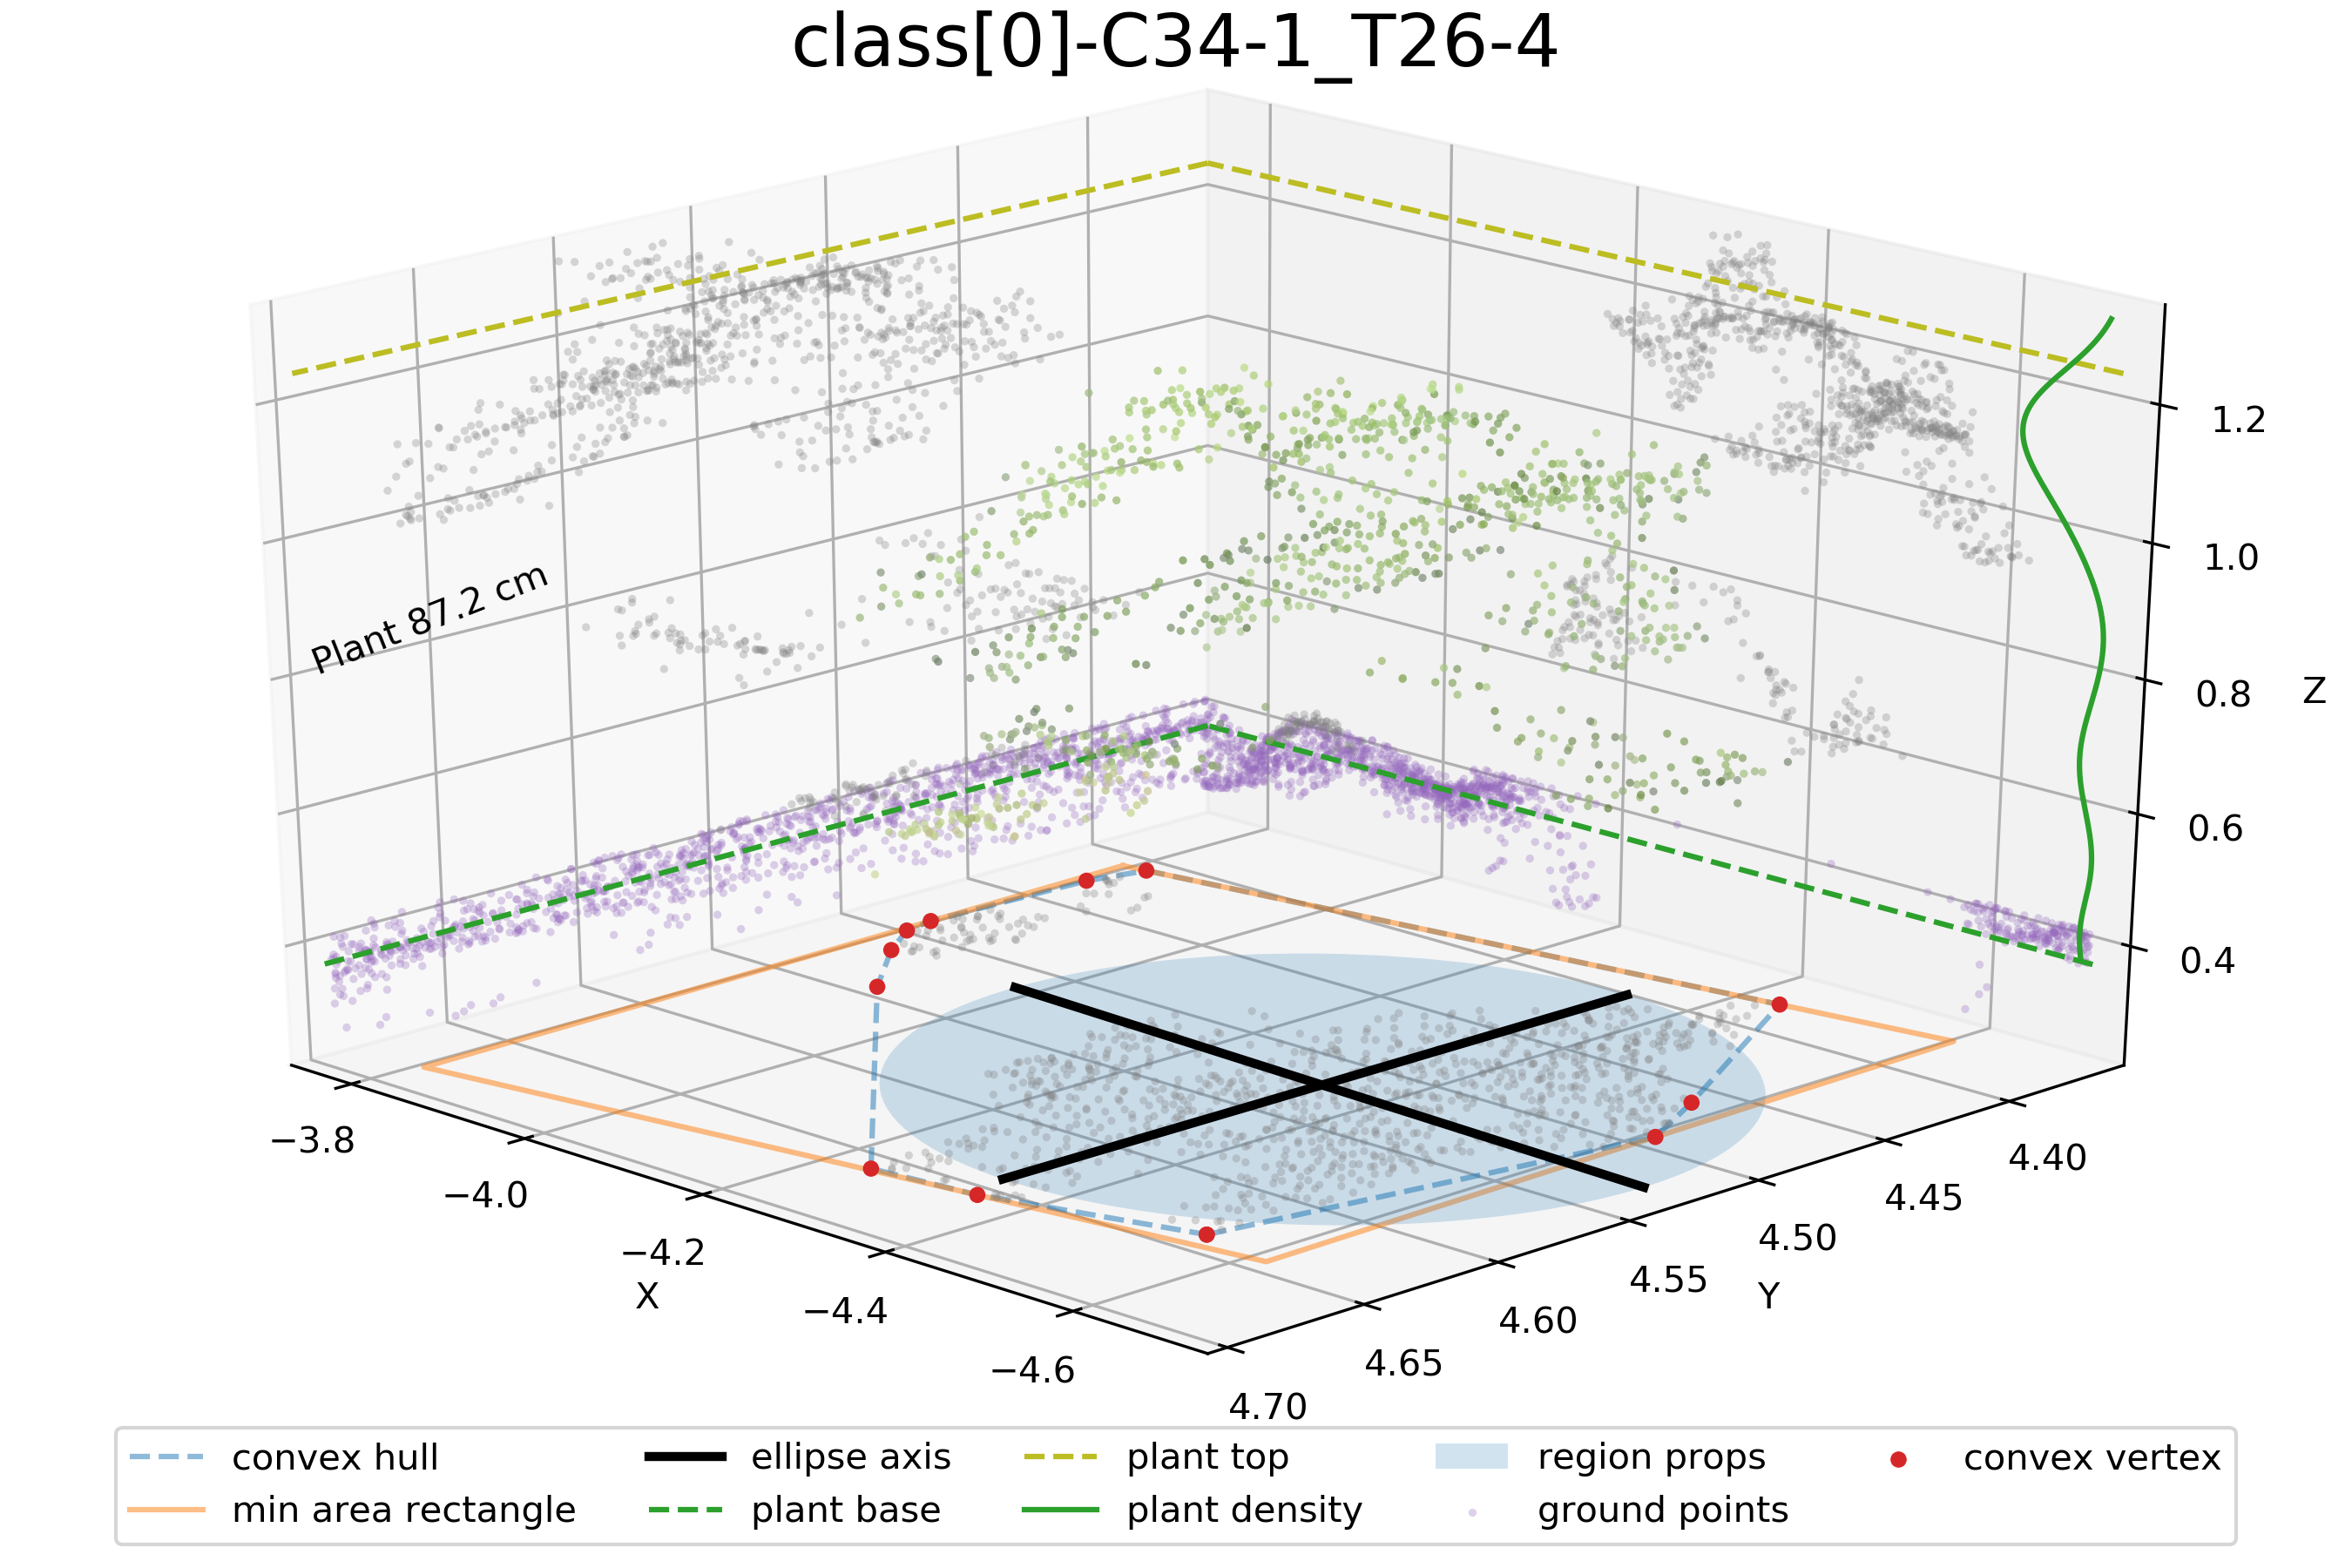 class[0]-C34-1_T26-4
Plant 87.2 cm
1.2
1.0
0.8
0.6
0.4
Z
−3.8
−4.0
−4.2
−4.4
−4.6
X
4.40
4.45
4.50
4.55
4.60
4.65
4.70
Y
convex hull
min area rectangle
ellipse axis
plant base
plant top
plant density
region props
ground points
convex vertex